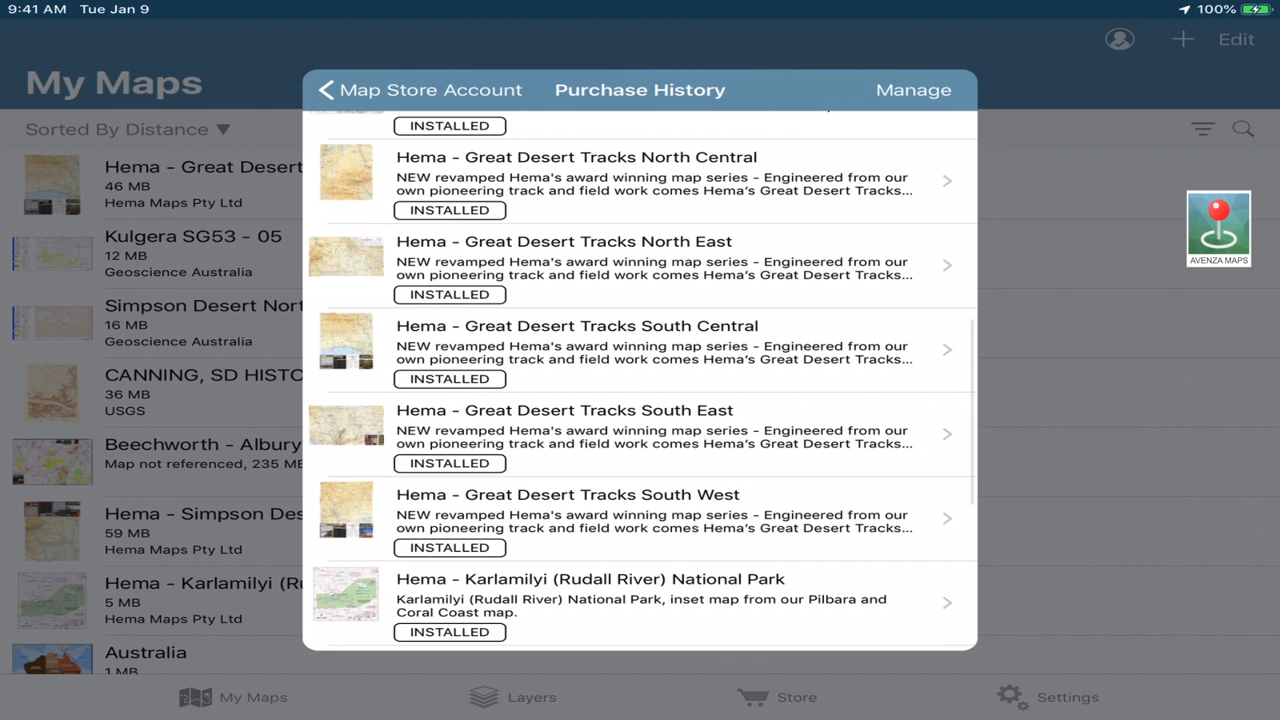 9:41 AM Tue Jan 9
100%
Edit
My Maps
Map Store Account
Purchase History
Manage
Sorted By Distance ▼
Hema - Great Desert
46 MB
Hema Maps Pty Ltd
Kulgera SG53 - 05
12 MB
Geoscience Australia
Simpson Desert Nort
16 MB
Geoscience Australia
CANNING, SD HISTO
36 MB
USGS
Beechworth - Albury
Map not referenced, 235 MB
Hema - Simpson Des
59 MB
Hema Maps Pty Ltd
Hema - Karlamilyi (Ru
5 MB
Hema Maps Pty Ltd
Australia
1 MB
INSTALLED
Hema - Great Desert Tracks North Central
NEW revamped Hema's award winning map series - Engineered from our
own pioneering track and field work comes Hema's Great Desert Tracks...
INSTALLED
Hema - Great Desert Tracks North East
NEW revamped Hema's award winning map series - Engineered from our
own pioneering track and field work comes Hema's Great Desert Tracks...
INSTALLED
Hema - Great Desert Tracks South Central
NEW revamped Hema's award winning map series - Engineered from our
own pioneering track and field work comes Hema's Great Desert Tracks...
INSTALLED
Hema - Great Desert Tracks South East
NEW revamped Hema's award winning map series - Engineered from our
own pioneering track and field work comes Hema's Great Desert Tracks...
INSTALLED
Hema - Great Desert Tracks South West
NEW revamped Hema's award winning map series - Engineered from our
own pioneering track and field work comes Hema's Great Desert Tracks...
INSTALLED
Hema - Karlamilyi (Rudall River) National Park
Karlamilyi (Rudall River) National Park, inset map from our Pilbara and
Coral Coast map.
INSTALLED
AVENZA MAPS
My Maps
Layers
Store
Settings